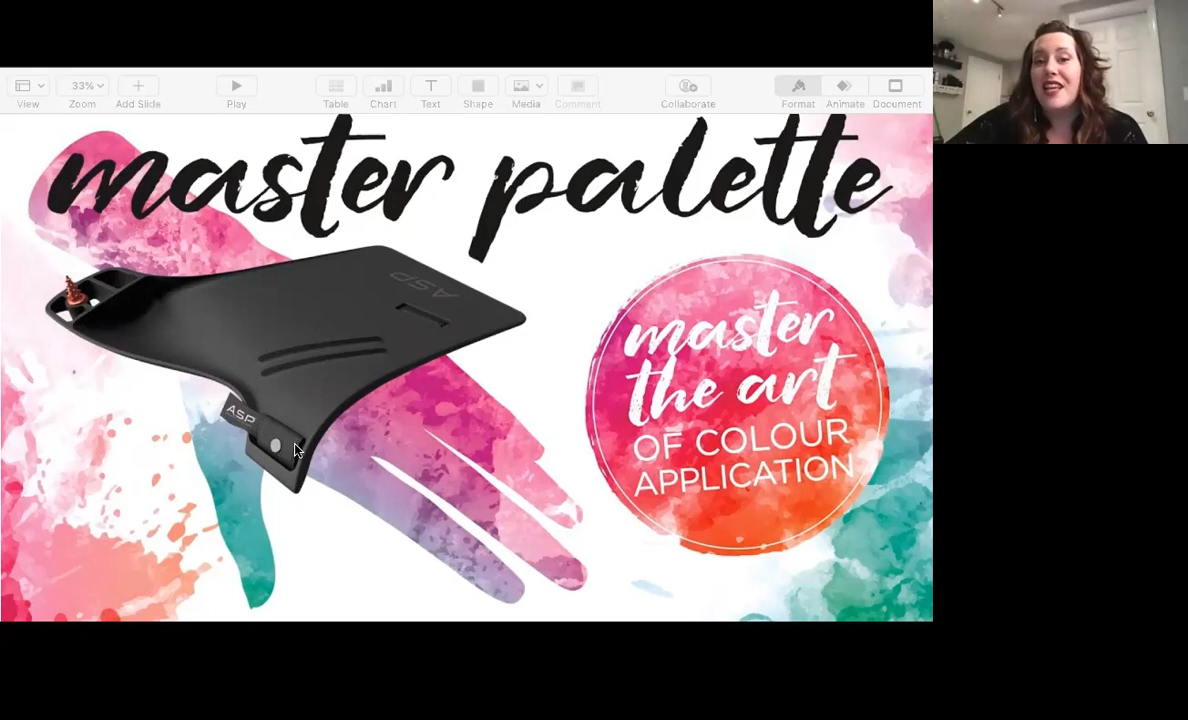 33%
View
Zoom
Add Slide
Play
Table
Chart
Text
Shape
Media
Comment
Collaborate
Format
Animate
Document
master palette
ASP
ASP
master
the art
OF COLOUR
APPLICATION